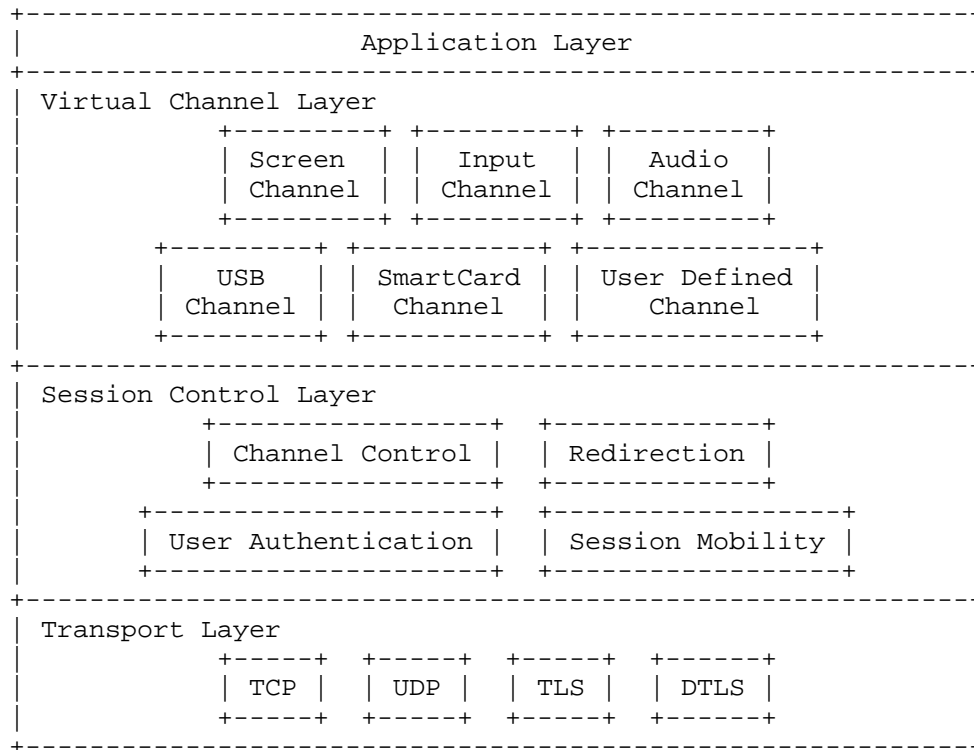 Application Layer
Virtual Channel Layer
Screen Input Audio
Channel Channel Channel
USB SmartCard User Defined
Channel Channel Channel
Session Control Layer
Channel Control Redirection
User Authentication Session Mobility
Transport Layer
TCP UDP TLS DTLS